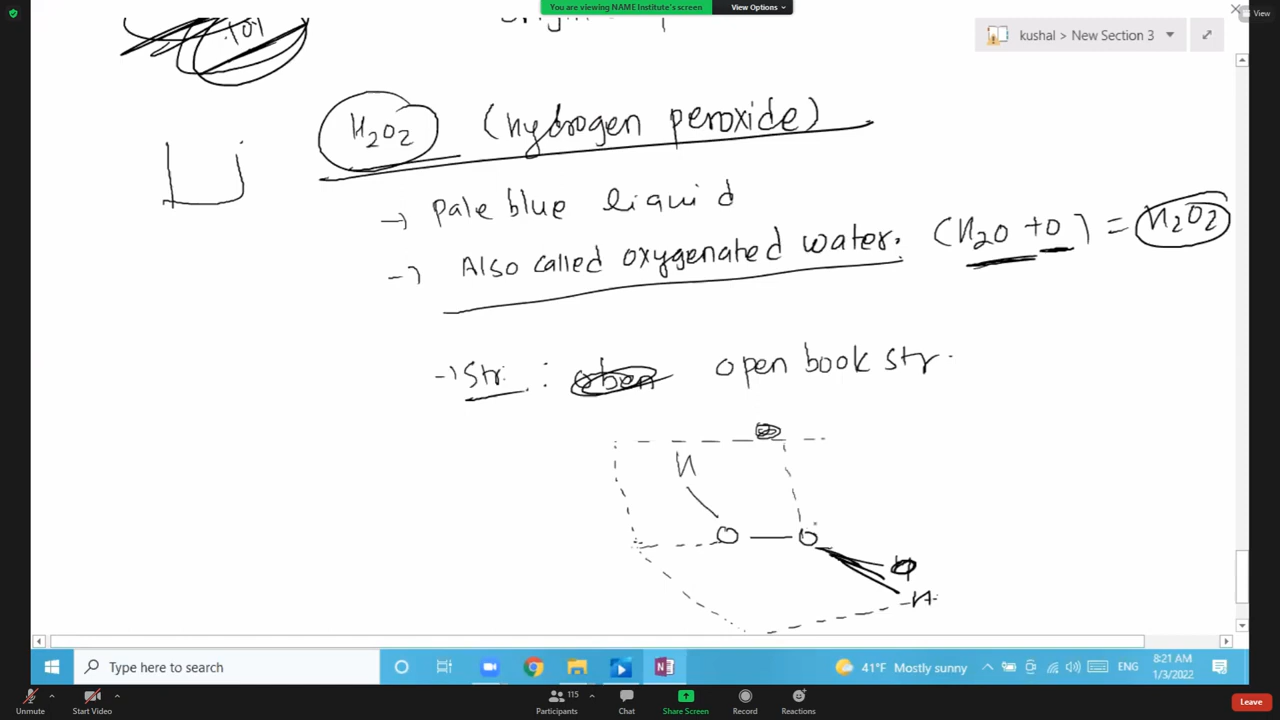 You are viewing NAME Institute's screen
View Options
View
kushal > New Section 3
H2O2 (hydrogen peroxide)
→ pale blue liquid
→ Also called oxygenated water. (H2O + O) = H2O2
→ Str. : open book str.
H
O — O
H
Type here to search
41°F Mostly sunny
ENG
8:21 AM
1/3/2022
Unmute
Start Video
115
Participants
Chat
Share Screen
Record
Reactions
Leave